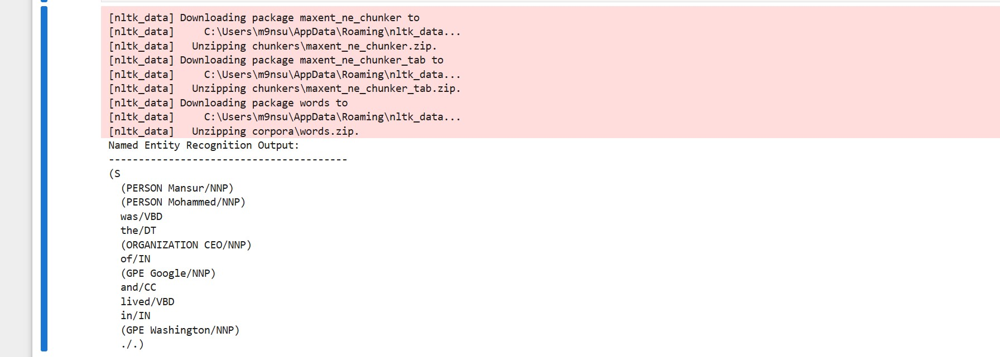 [nltk_data] Downloading package maxent_ne_chunker to
[nltk_data]     C:\Users\m9nsu\AppData\Roaming\nltk_data...
[nltk_data]   Unzipping chunkers\maxent_ne_chunker.zip.
[nltk_data] Downloading package maxent_ne_chunker_tab to
[nltk_data]     C:\Users\m9nsu\AppData\Roaming\nltk_data...
[nltk_data]   Unzipping chunkers\maxent_ne_chunker_tab.zip.
[nltk_data] Downloading package words to
[nltk_data]     C:\Users\m9nsu\AppData\Roaming\nltk_data...
[nltk_data]   Unzipping corpora\words.zip.
Named Entity Recognition Output:
----------------------------------------
(S
  (PERSON Mansur/NNP)
  (PERSON Mohammed/NNP)
  was/VBD
  the/DT
  (ORGANIZATION CEO/NNP)
  of/IN
  (GPE Google/NNP)
  and/CC
  lived/VBD
  in/IN
  (GPE Washington/NNP)
  ./.)